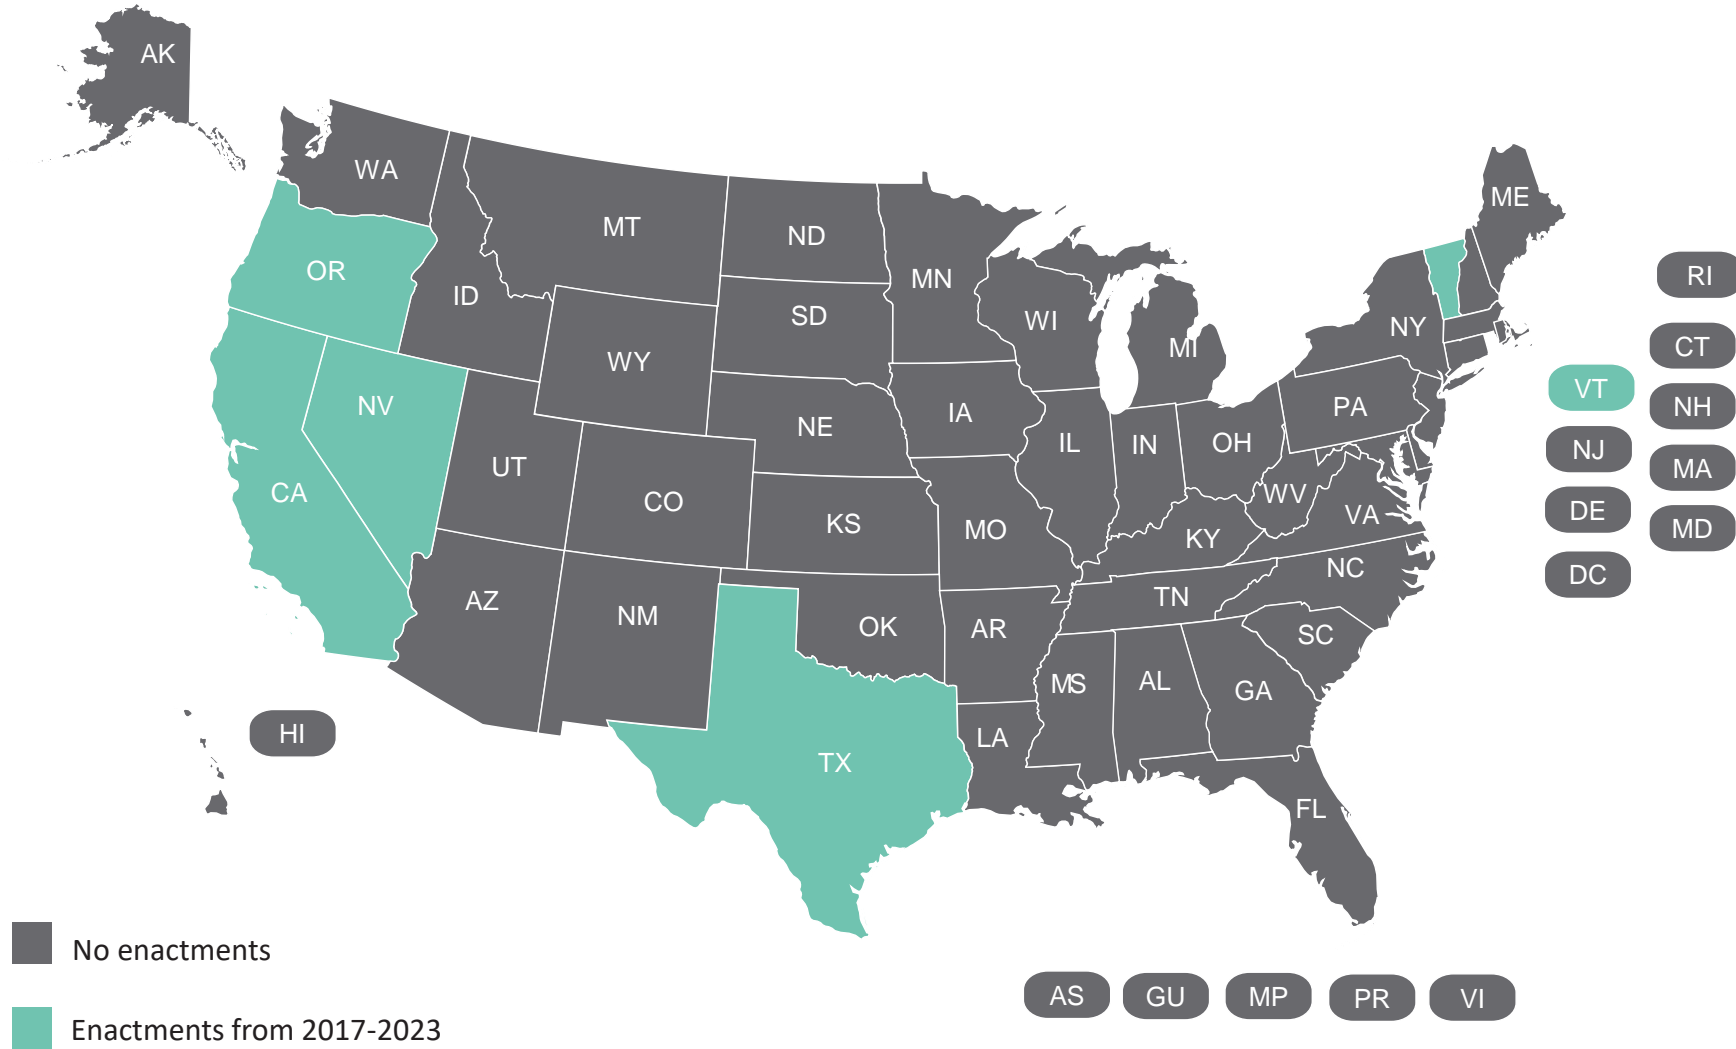 AK
WA
MT
ND
MN
ME
OR
ID
SD
WI
MI
NY
RI
WY
CT
NV
NE
IA
PA
VT
NH
UT
CO
IL
IN
OH
NJ
MA
CA
KS
MO
WV
VA
DE
MD
KY
NC
DC
AZ
NM
OK
AR
TN
SC
MS
AL
GA
HI
TX
LA
FL
No enactments
AS
GU
MP
PR
VI
Enactments from 2017-2023